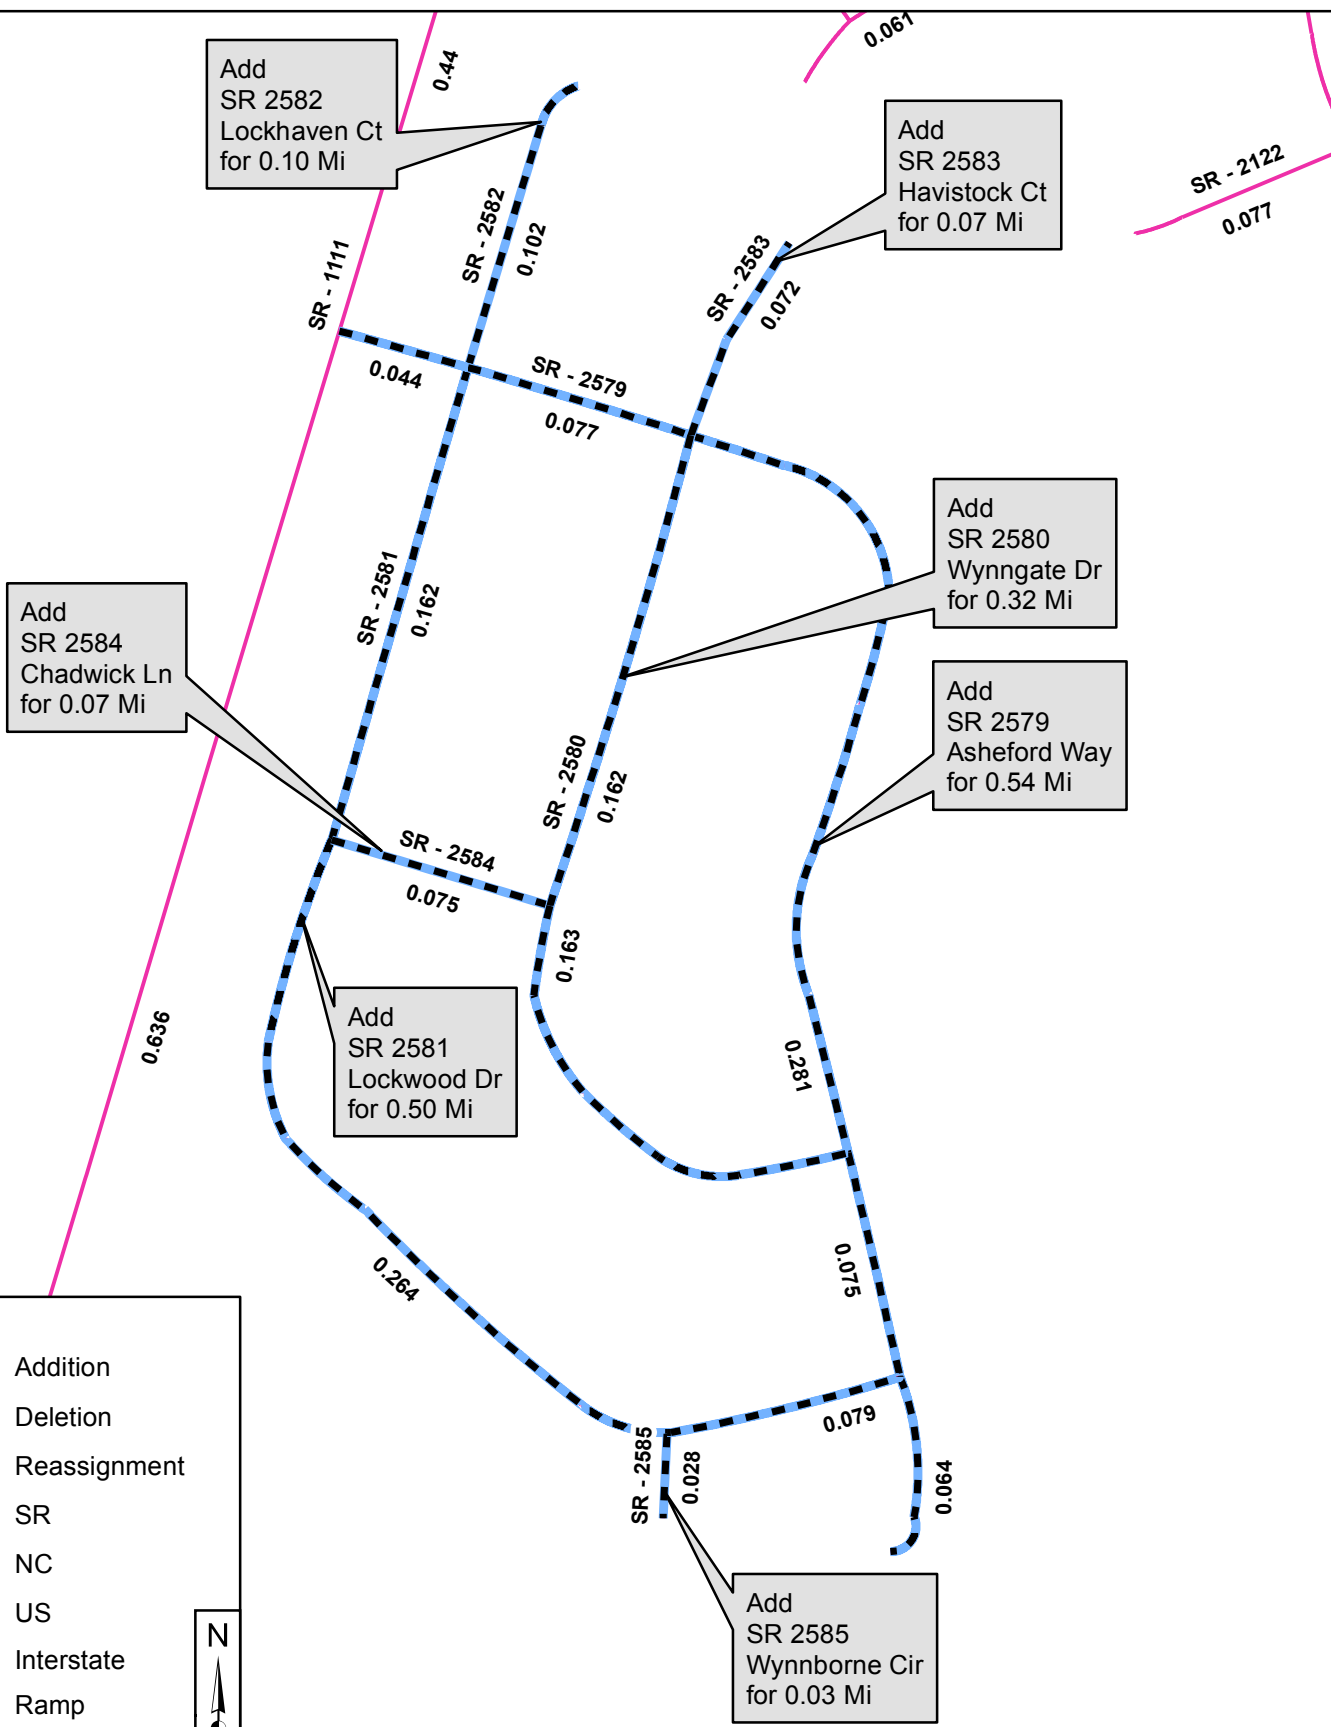 0.061
0.44
Add
SR 2582
Lockhaven Ct
for 0.10 Mi
Add
SR 2583
Havistock Ct
for 0.07 Mi
SR - 2122
0.077
SR - 2582
0.102
SR - 1111
SR - 2583
0.072
0.044
SR - 2579
0.077
Add
SR 2580
Wynngate Dr
for 0.32 Mi
SR - 2581
0.162
Add
SR 2584
Chadwick Ln
for 0.07 Mi
Add
SR 2579
Asheford Way
for 0.54 Mi
SR - 2580
0.162
SR - 2584
0.075
0.163
0.636
Add
SR 2581
Lockwood Dr
for 0.50 Mi
0.281
0.264
0.075
0.079
SR - 2585
0.028
0.064
Add
SR 2585
Wynnborne Cir
for 0.03 Mi
Addition
Deletion
Reassignment
SR
NC
US
Interstate
Ramp
N